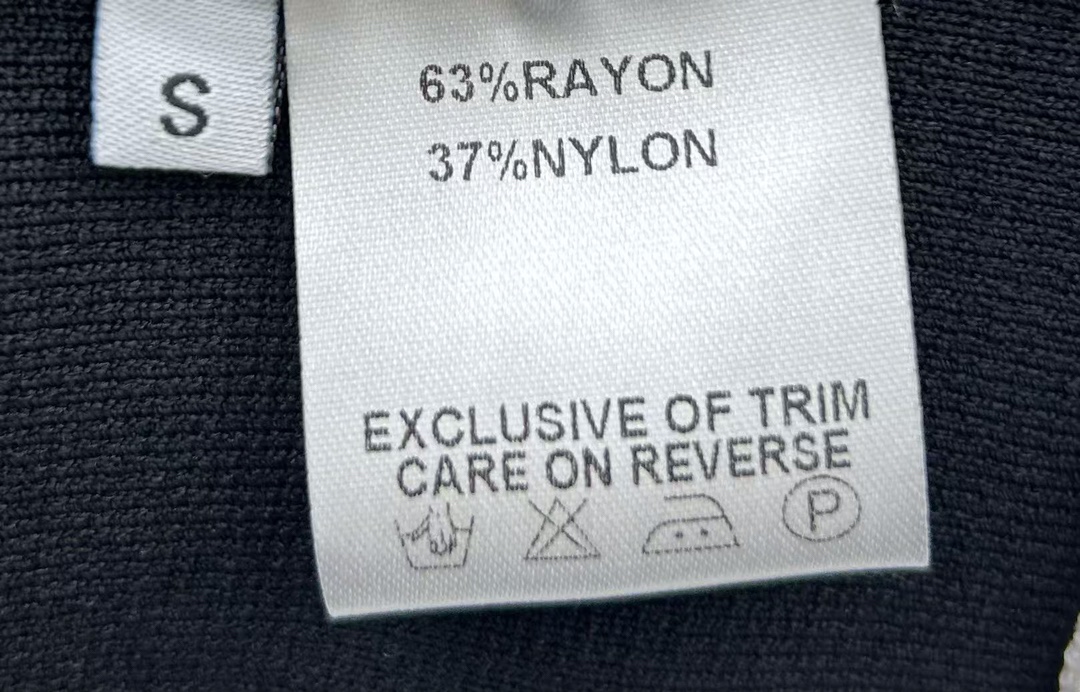 S
63%RAYON
37%NYLON
EXCLUSIVE OF TRIM
CARE ON REVERSE
P